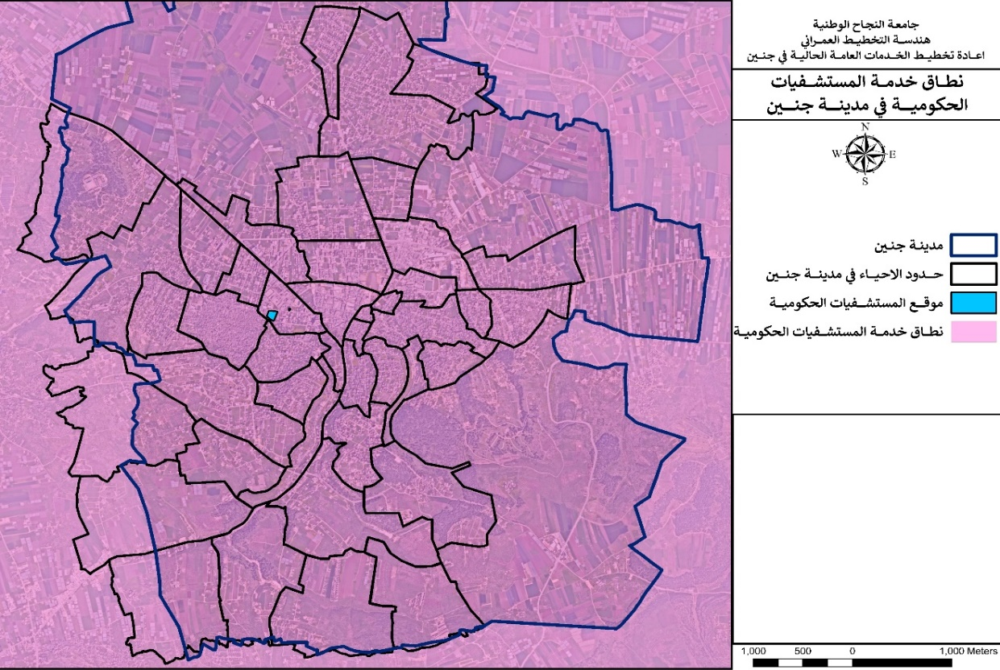 جامعة النجاح الوطنية
هندسة التخطيط العمراني
اعادة تخطيط الخدمات العامة الحالية في جنين
نطاق خدمة المستشفيات
الحكومية في مدينة جنين
N
W E
S
مدينة جنين
حدود الاحياء في مدينة جنين
موقع المستشفيات الحكومية
نطاق خدمة المستشفيات الحكومية
1,000 500 0 1,000 Meters